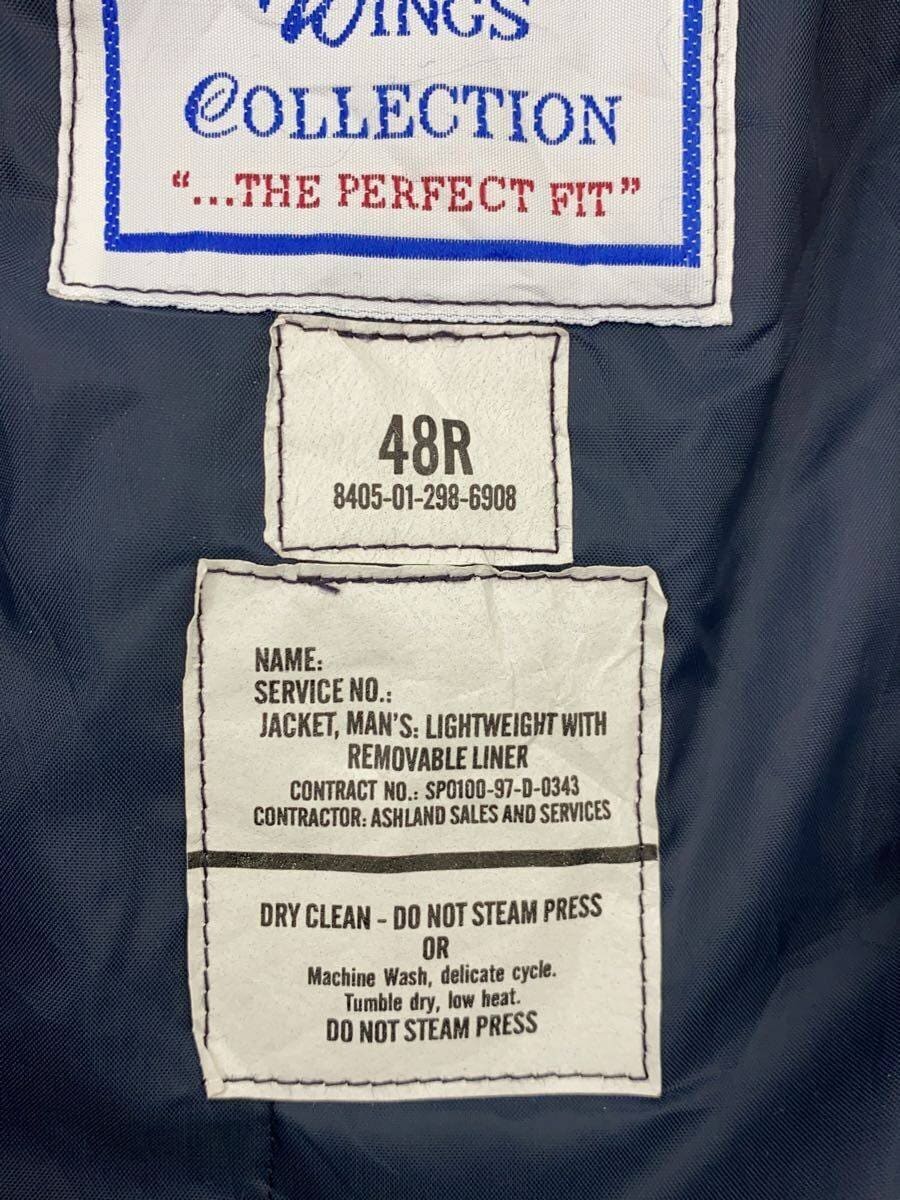 WINGS
COLLECTION
“...THE PERFECT FIT”
48R
8405-01-298-6908
NAME:
SERVICE NO.:
JACKET, MAN'S: LIGHTWEIGHT WITH
REMOVABLE LINER
CONTRACT NO.: SPO100-97-D-0343
CONTRACTOR: ASHLAND SALES AND SERVICES
DRY CLEAN - DO NOT STEAM PRESS
OR
Machine Wash, delicate cycle.
Tumble dry, low heat.
DO NOT STEAM PRESS